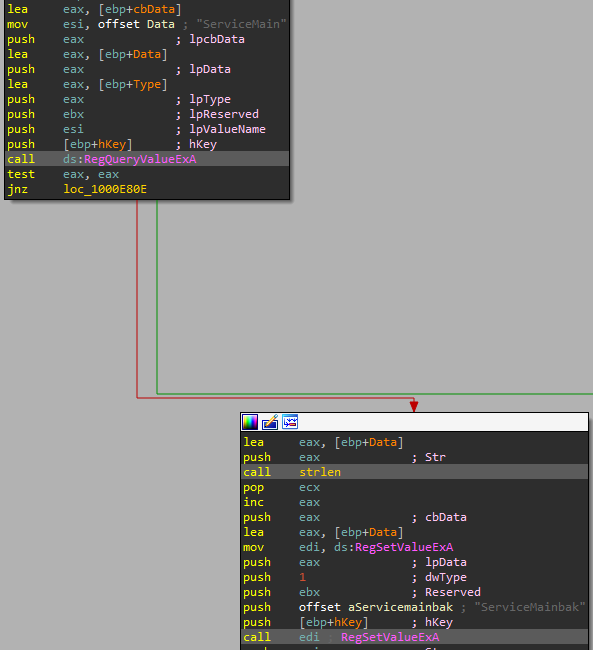 lea eax, [ebp+cbData]
mov esi, offset Data ; "ServiceMain"
push eax ; lpcbData
lea eax, [ebp+Data]
push eax ; lpData
lea eax, [ebp+Type]
push eax ; lpType
push ebx ; lpReserved
push esi ; lpValueName
push [ebp+hKey] ; hKey
call ds:RegQueryValueExA
test eax, eax
jnz loc_1000E80E
lea eax, [ebp+Data]
push eax ; Str
call strlen
pop ecx
inc eax
push eax ; cbData
lea eax, [ebp+Data]
mov edi, ds:RegSetValueExA
push eax ; lpData
push 1 ; dwType
push ebx ; Reserved
push offset aServicemainbak ; "ServiceMainbak"
push [ebp+hKey] ; hKey
call edi ; RegSetValueExA